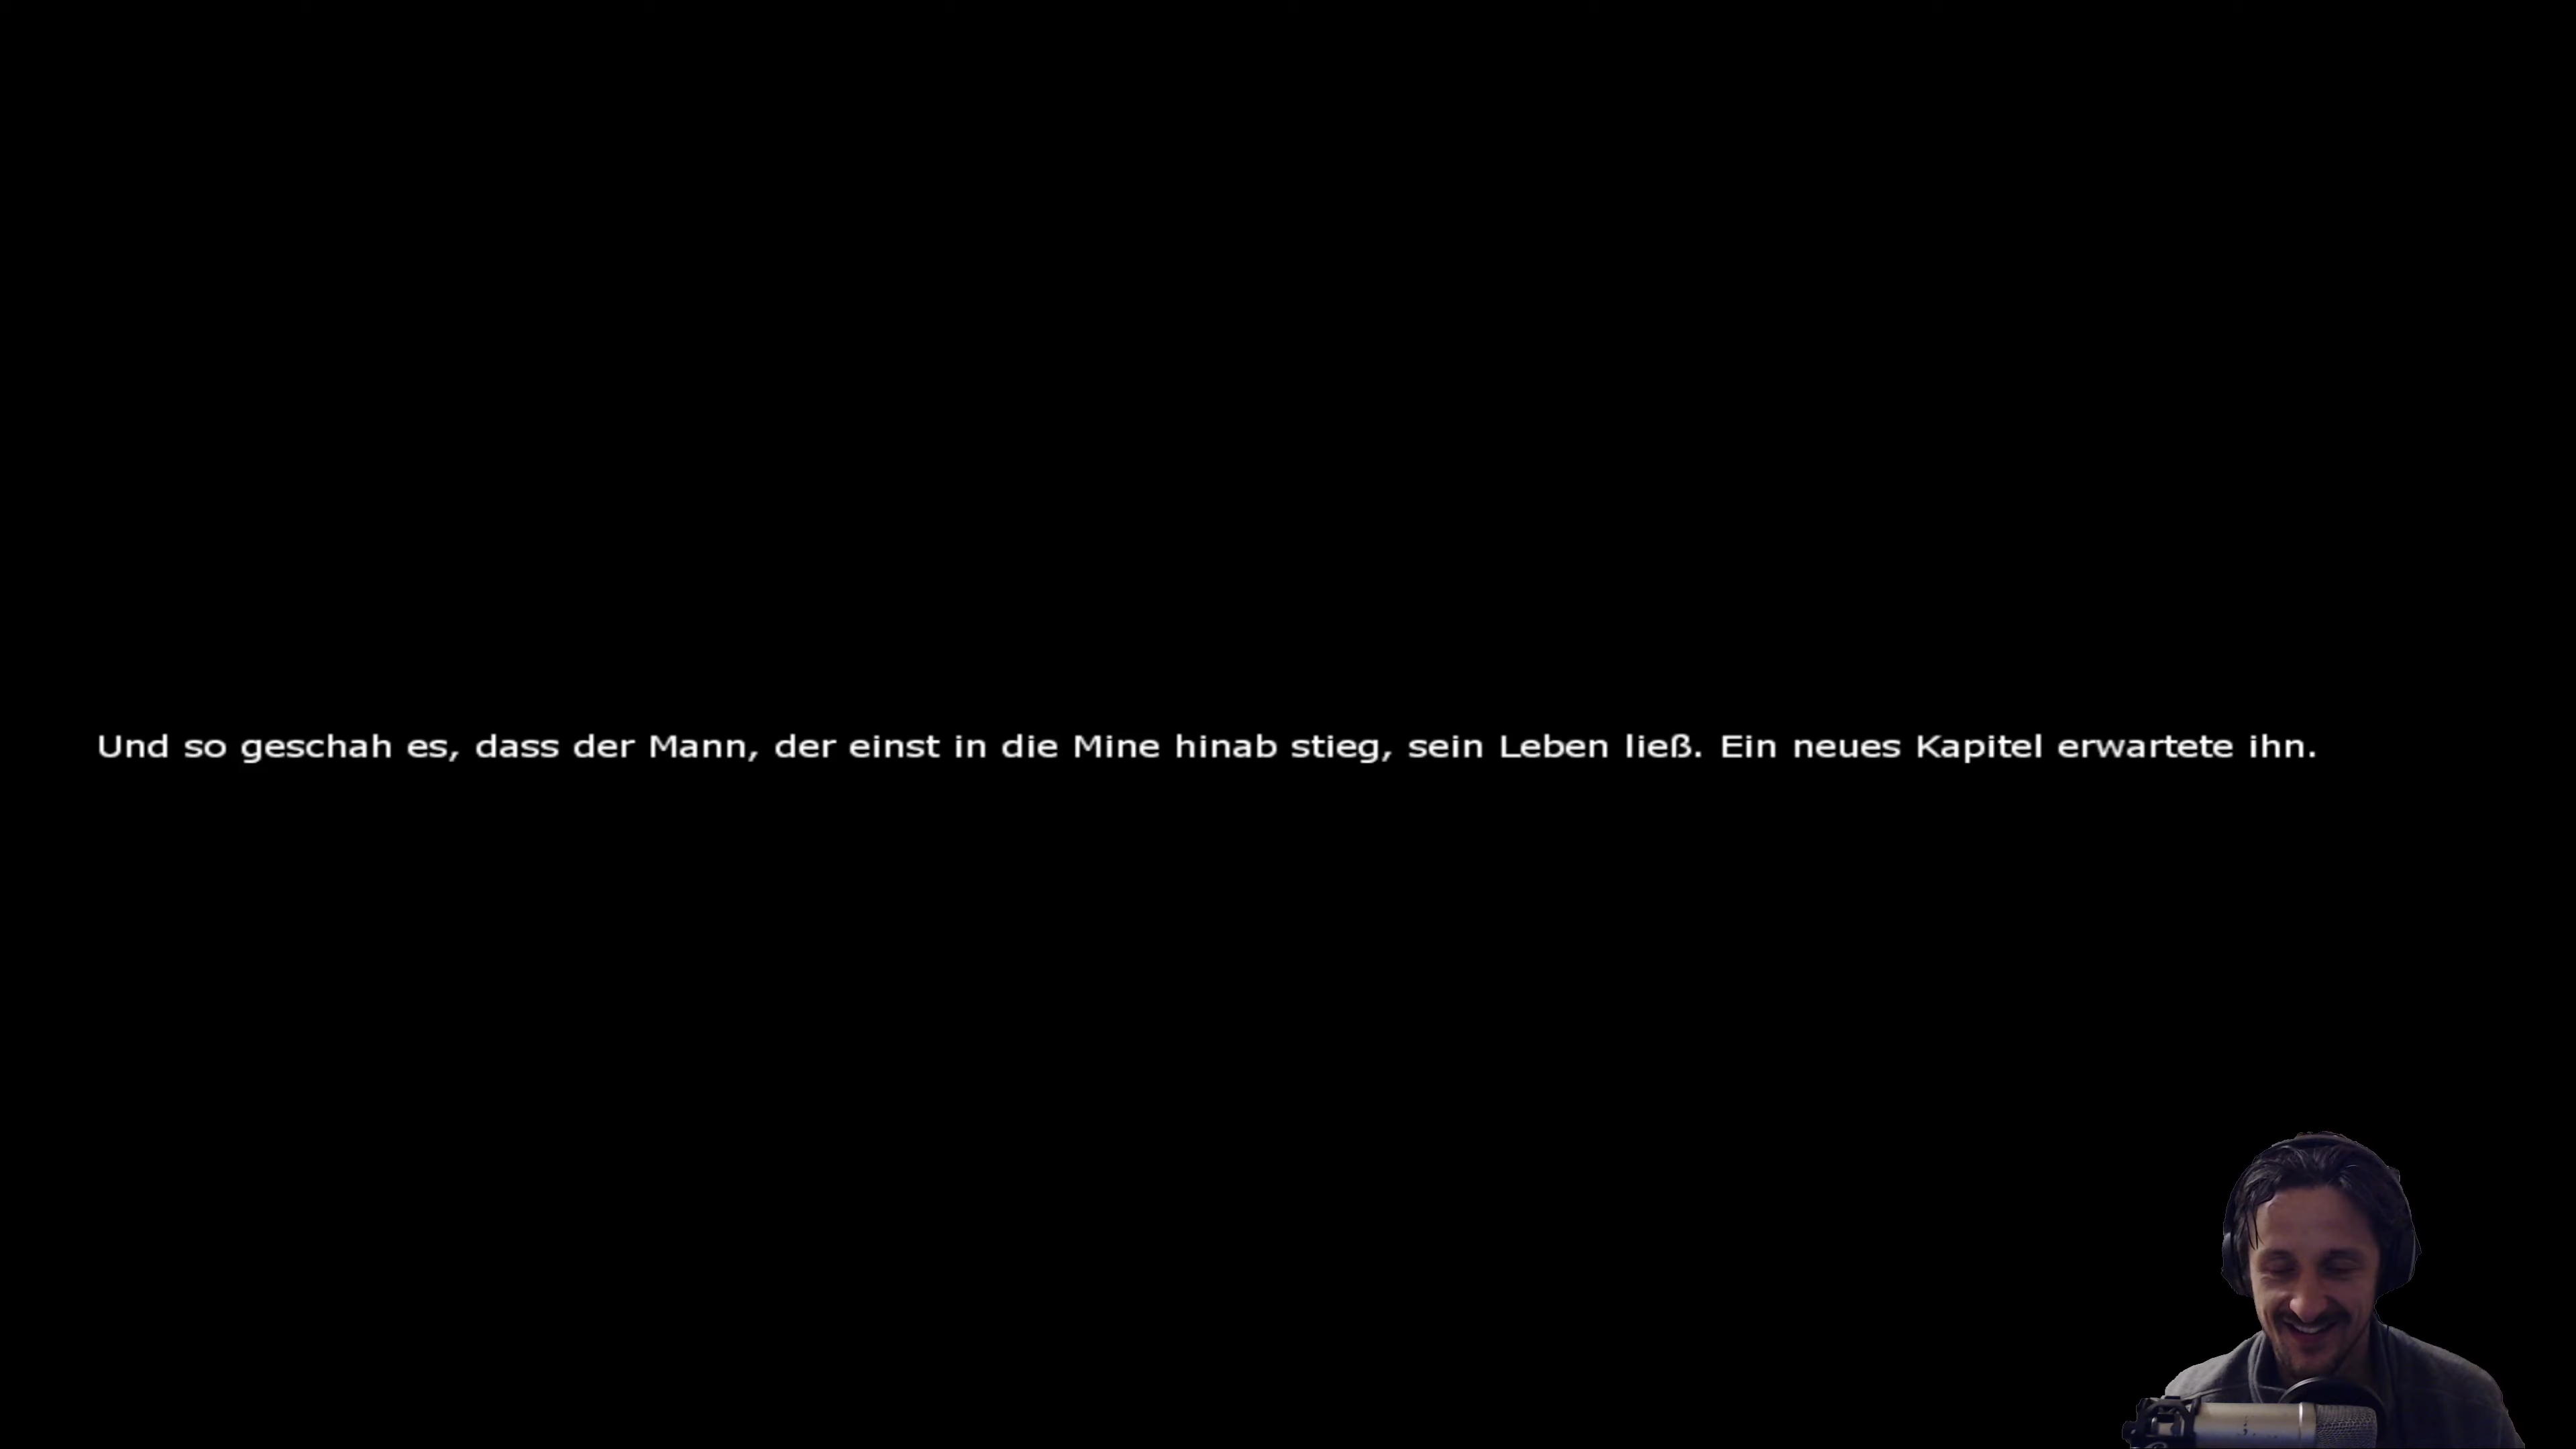 Und so geschah es, dass der Mann, der einst in die Mine hinab stieg, sein Leben ließ. Ein neues Kapitel erwartete ihn.